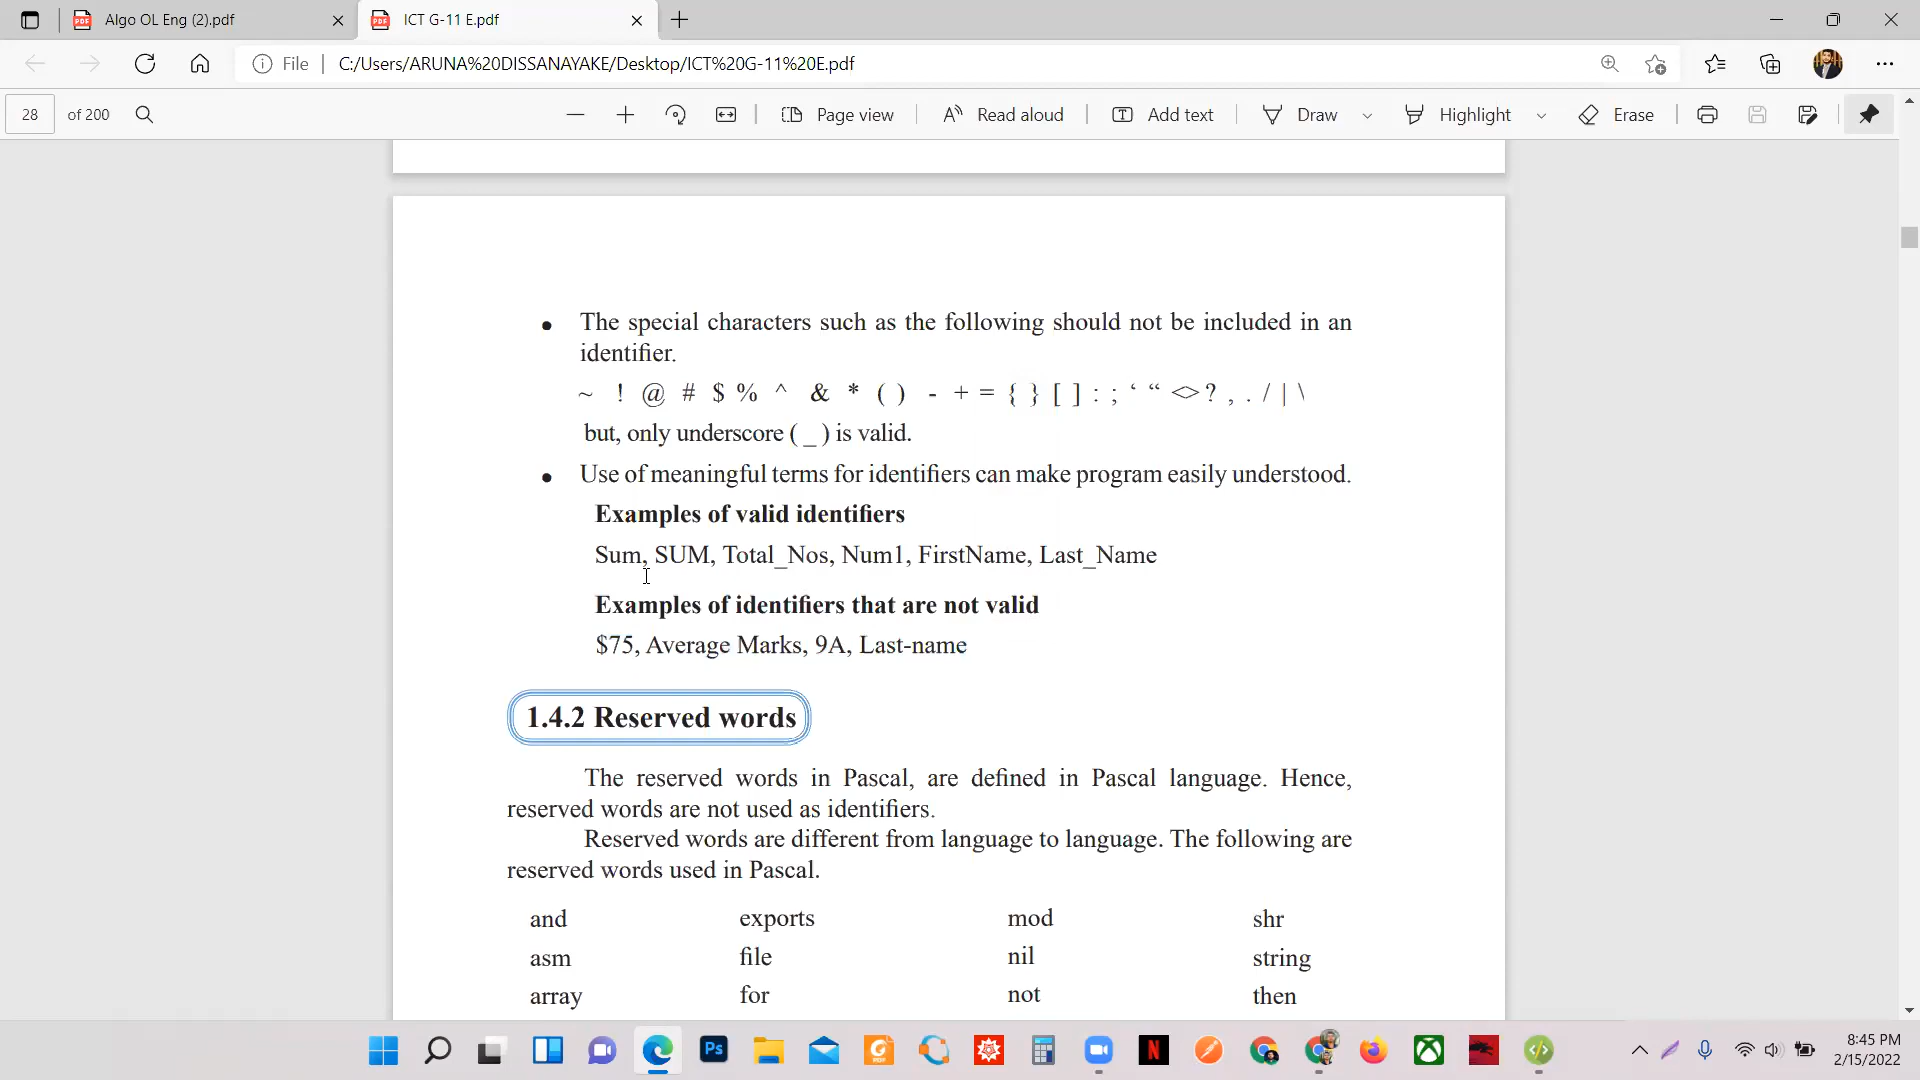 Algo OL Eng (2).pdf
ICT G-11 E.pdf
File
C:/Users/ARUNA%20DISSANAYAKE/Desktop/ICT%20G-11%20E.pdf
28 of 200
Page view
Read aloud
Add text
Draw
Highlight
Erase
• The special characters such as the following should not be included in an
identifier.
~ ! @ # $ % ^ & * ( ) - + = { } [ ] : ; ‘ “ <> ? , . / | \
but, only underscore ( _ ) is valid.
• Use of meaningful terms for identifiers can make program easily understood.
Examples of valid identifiers
Sum, SUM, Total_Nos, Num1, FirstName, Last_Name
Examples of identifiers that are not valid
$75, Average Marks, 9A, Last-name
1.4.2 Reserved words
The reserved words in Pascal, are defined in Pascal language. Hence,
reserved words are not used as identifiers.
Reserved words are different from language to language. The following are
reserved words used in Pascal.
and exports mod shr
asm file nil string
array for not then
Ps
N
8:45 PM
2/15/2022